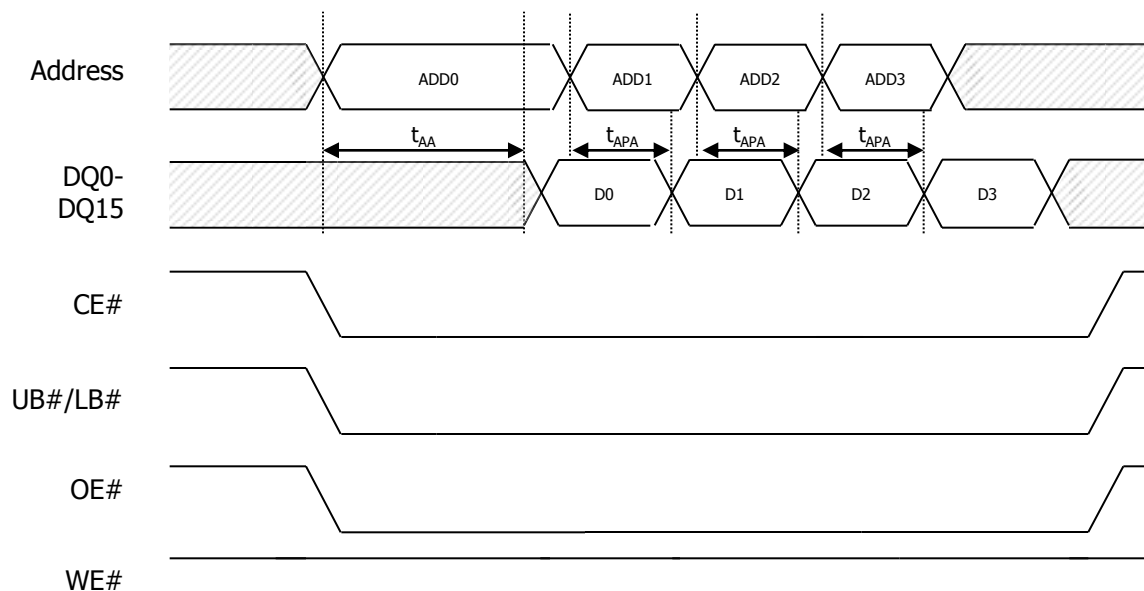 Address
ADD0 ADD1 ADD2 ADD3
tAA tAPA tAPA tAPA
DQ0-
DQ15
D0 D1 D2 D3
CE#
UB#/LB#
OE#
WE#